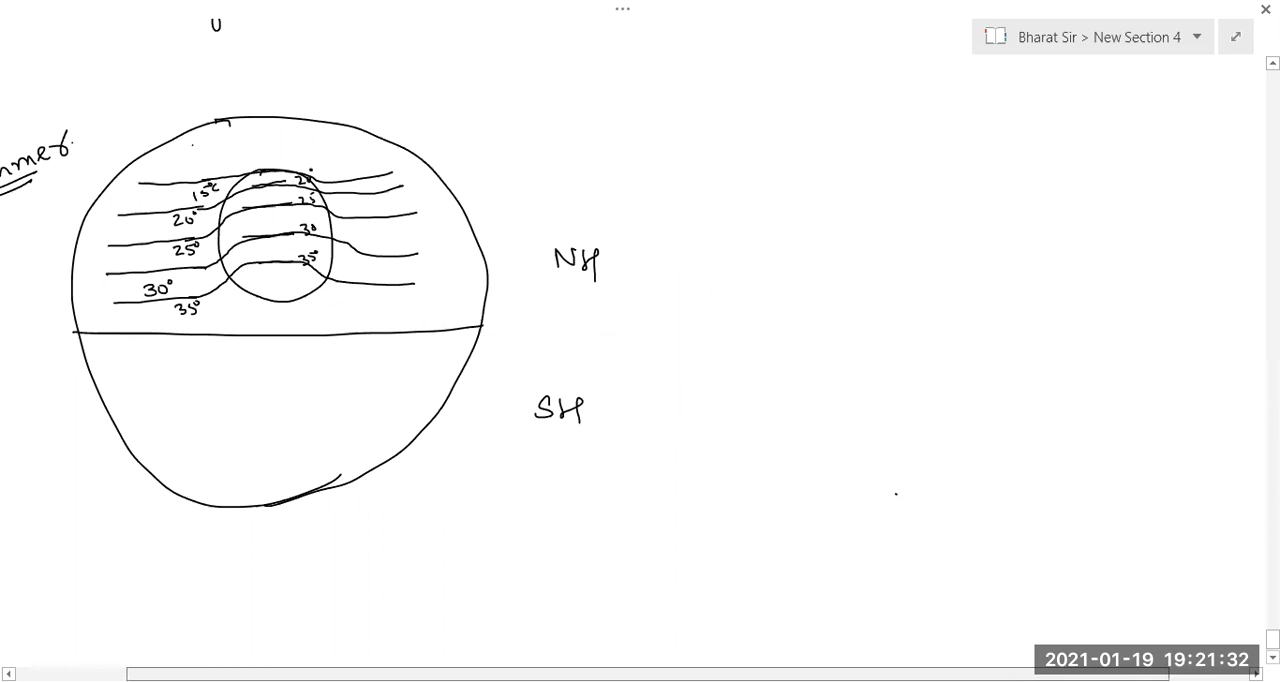 U
Bharat Sir > New Section 4
15°c
20°
25°
30°
35°
20°
25
30
35°
NH
SH
2021-01-19 19:21:32